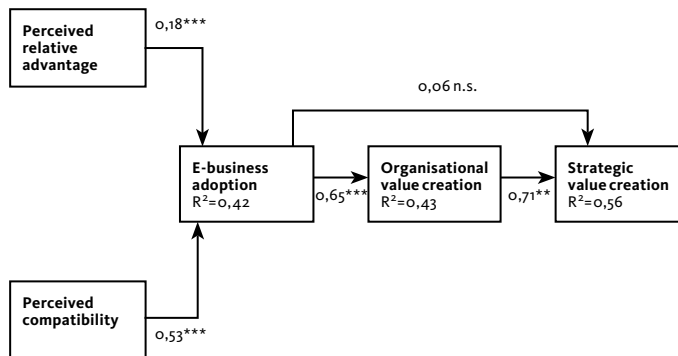 Perceived
relative
advantage
0,18***
0,06 n.s.
E-business
adoption
R²=0,42
0,65***
Organisational
value creation
R²=0,43
0,71**
Strategic
value creation
R²=0,56
Perceived
compatibility
0,53***